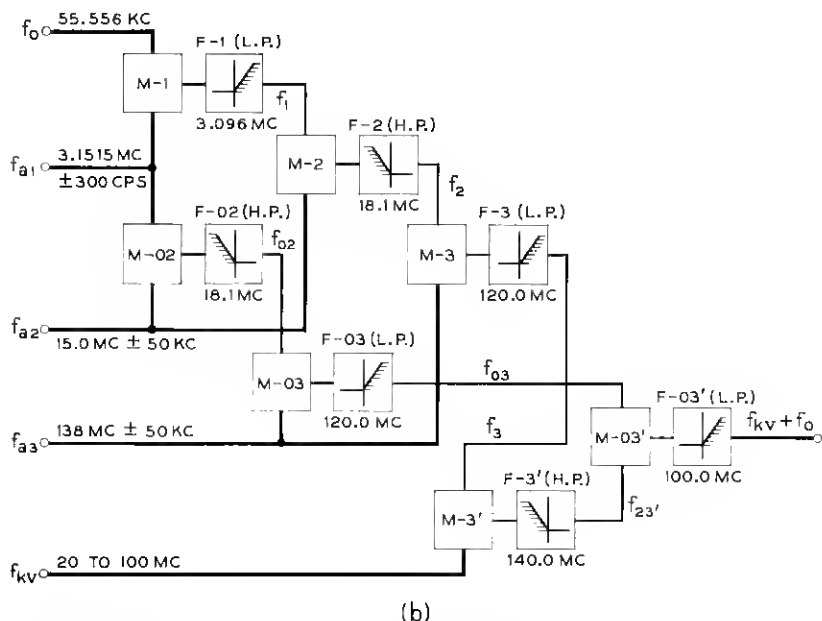 f₀ 55.556 KC
F-1 (L.P.)
M-1
f₁
3.096 MC
fₐ₁ 3.1515 MC
±300 CPS
F-2 (H.P.)
M-2
f₂
18.1 MC
F-02 (H.P.)
M-02
f₀₂
18.1 MC
F-3 (L.P.)
M-3
120.0 MC
fₐ₂ 15.0 MC ± 50 KC
F-03 (L.P.)
M-03
f₀₃
120.0 MC
F-03' (L.P.)
M-03'
f_kv + f₀
100.0 MC
fₐ₃ 138 MC ± 50 KC
f₃
F-3' (H.P.)
M-3'
f₂₃'
140.0 MC
f_kv 20 TO 100 MC
(b)